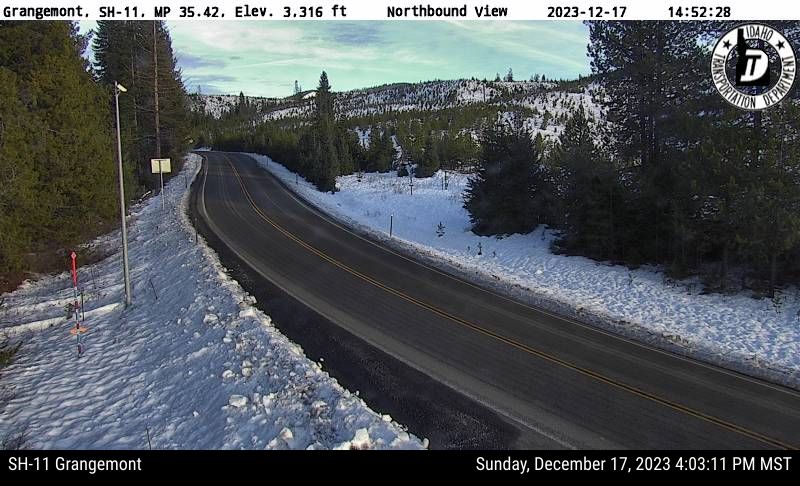 Grangemont, SH-11, MP 35.42, Elev. 3,316 ft Northbound View 2023-12-17 14:52:28
IDAHO
TRANSPORTATION DEPARTMENT
SH-11 Grangemont Sunday, December 17, 2023 4:03:11 PM MST